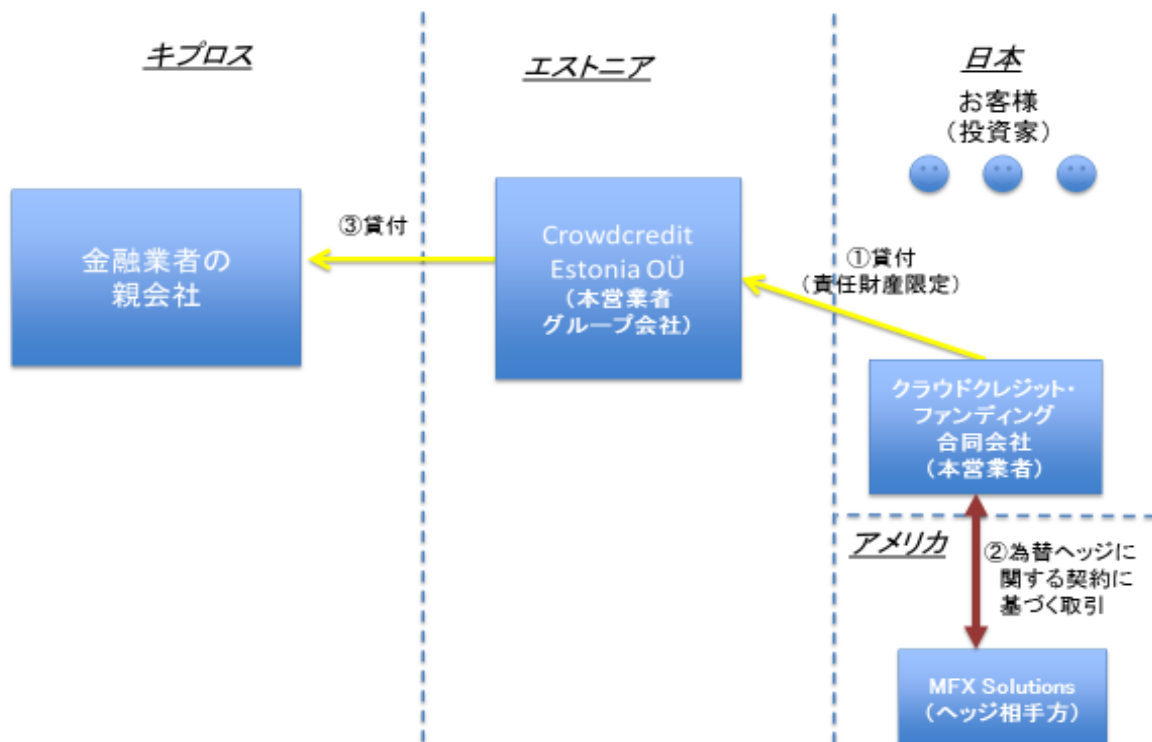 キプロス
エストニア
日本
お客様
（投資家）
③貸付
金融業者の
親会社
Crowdcredit
Estonia OÜ
（本営業者
グループ会社）
①貸付
（責任財産限定）
クラウドクレジット・
ファンディング
合同会社
（本営業者）
アメリカ
②為替ヘッジに
関する契約に
基づく取引
MFX Solutions
（ヘッジ相手方）